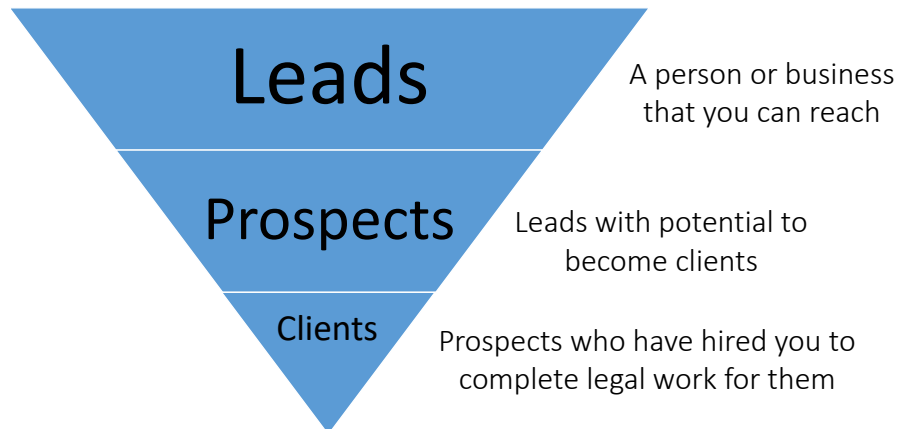 Leads
A person or business
that you can reach
Prospects
Leads with potential to
become clients
Clients
Prospects who have hired you to
complete legal work for them